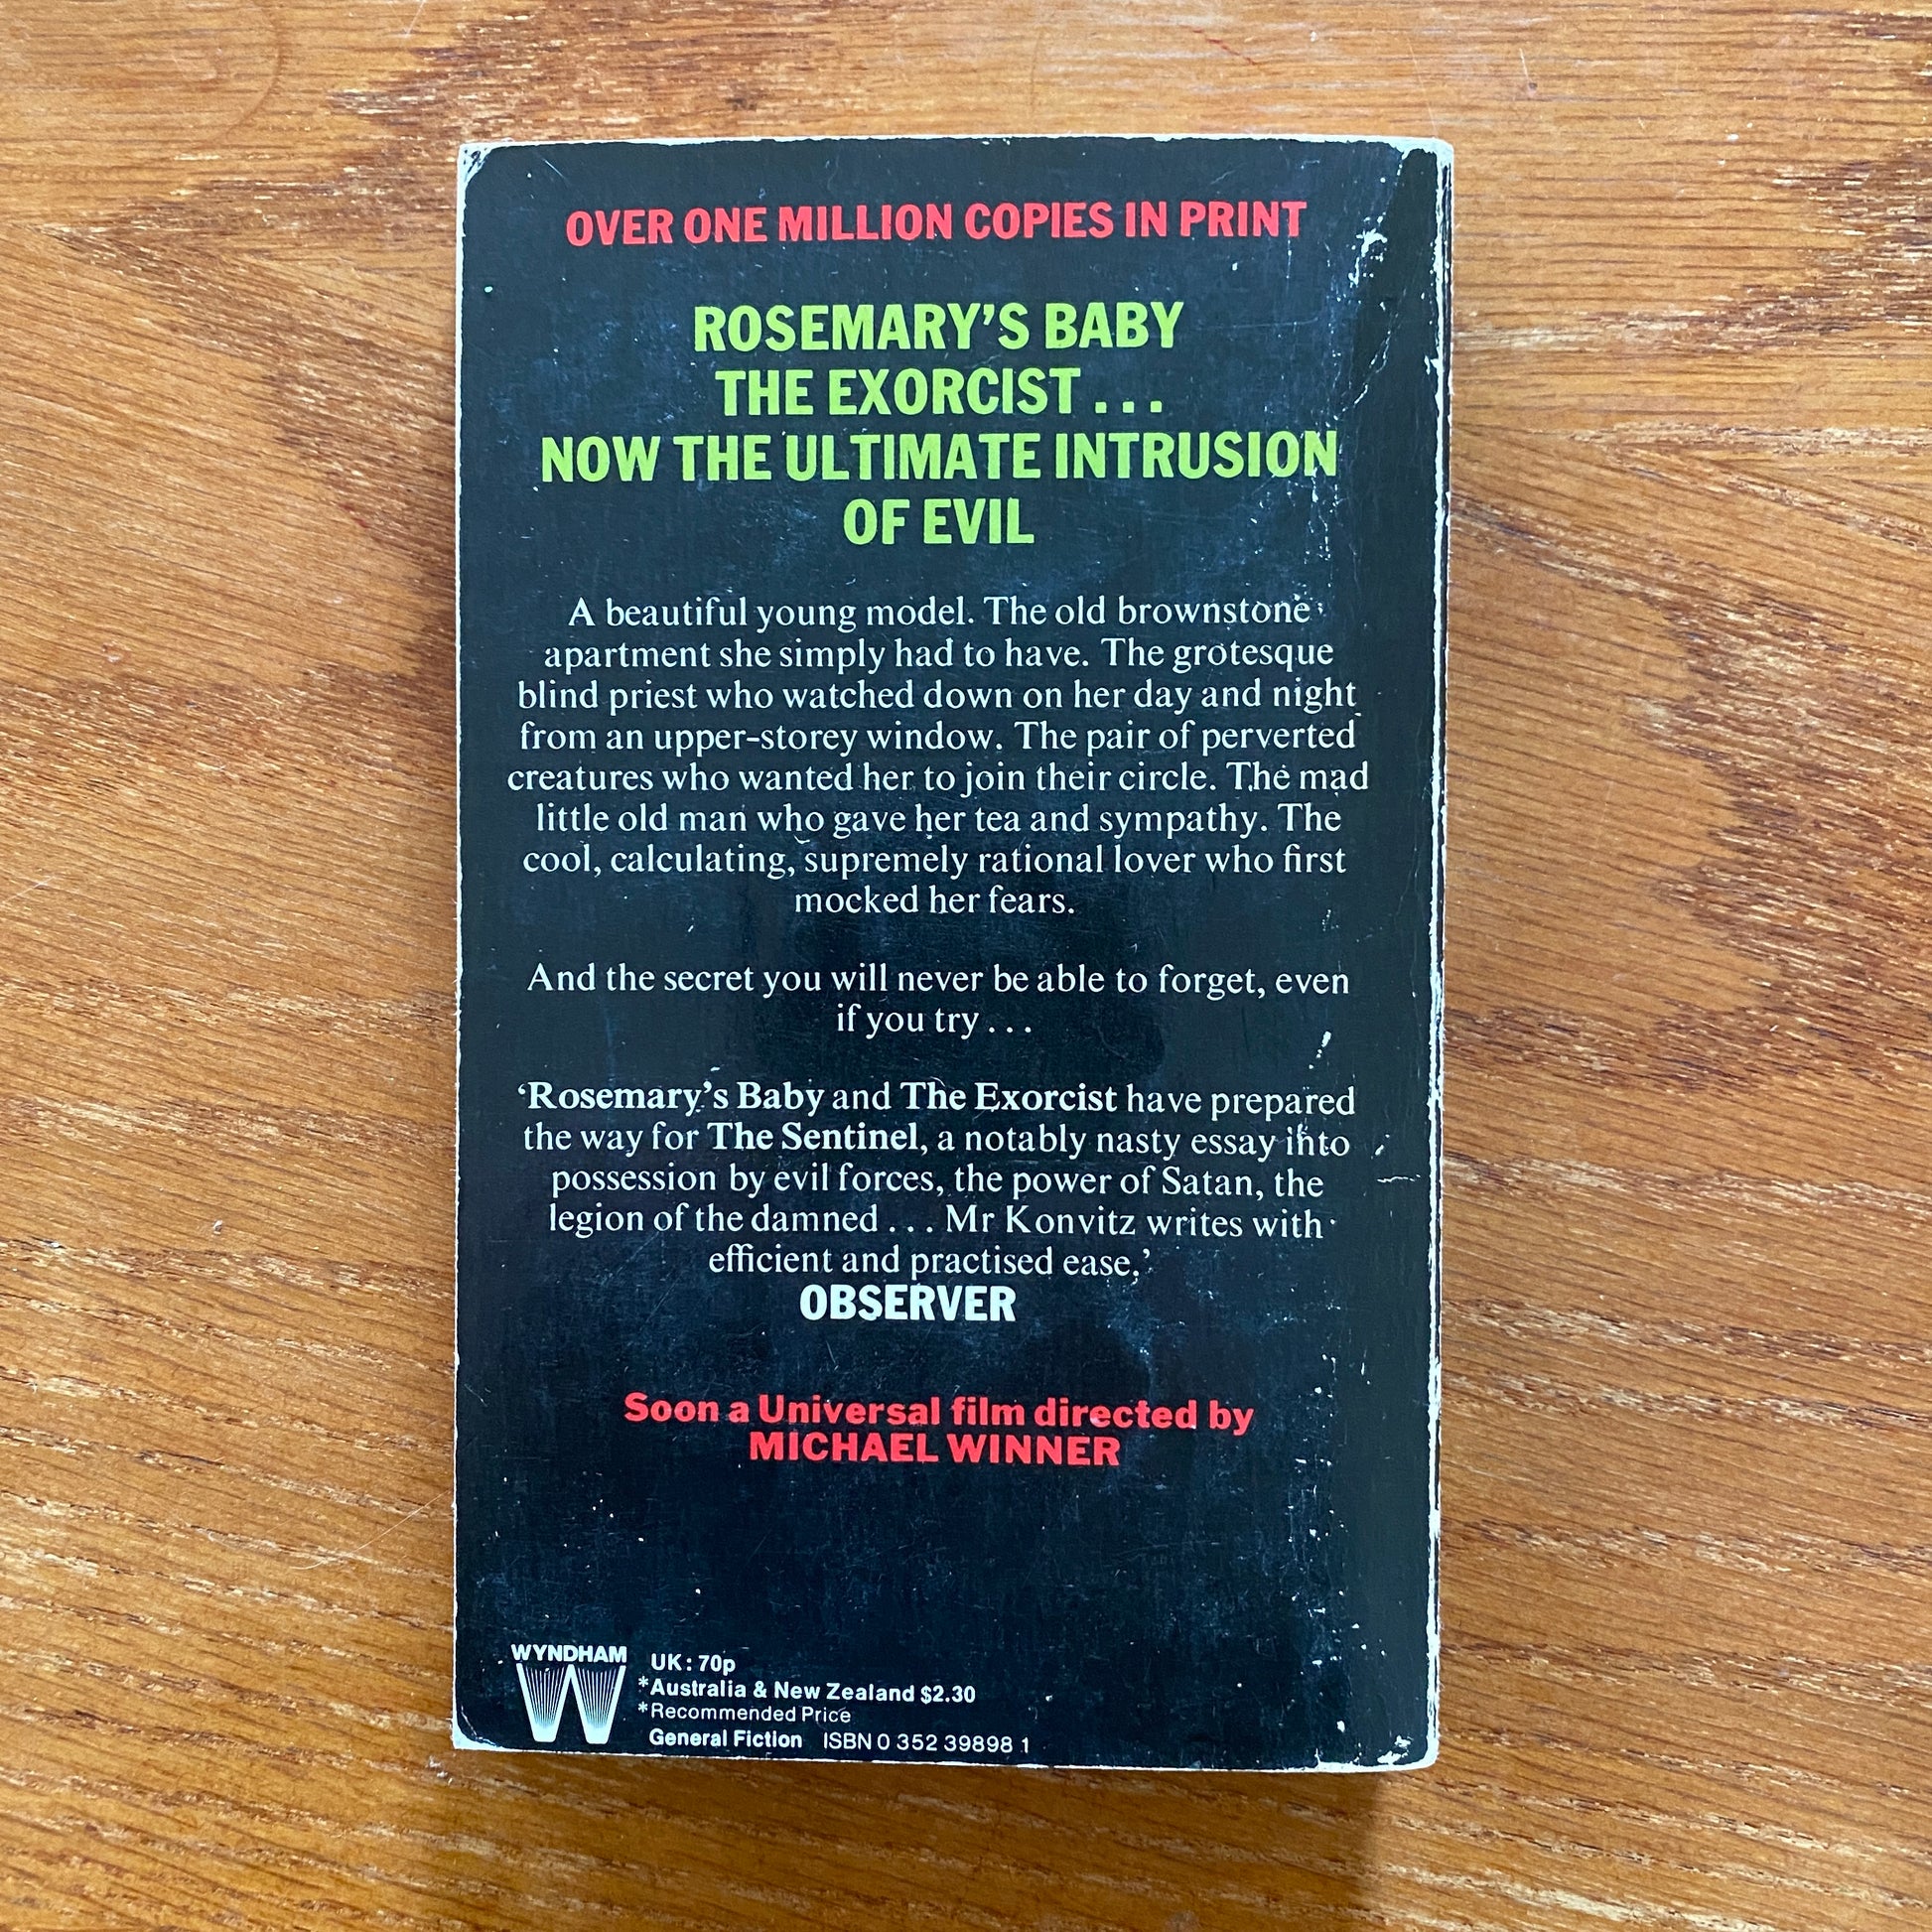 OVER ONE MILLION COPIES IN PRINT
ROSEMARY'S BABY
THE EXORCIST . . .
NOW THE ULTIMATE INTRUSION
OF EVIL
A beautiful young model. The old brownstone
apartment she simply had to have. The grotesque
blind priest who watched down on her day and night
from an upper-storey window. The pair of perverted
creatures who wanted her to join their circle. The mad
little old man who gave her tea and sympathy. The
cool, calculating, supremely rational lover who first
mocked her fears.
And the secret you will never be able to forget, even
if you try . . .
‘Rosemary’s Baby and The Exorcist have prepared
the way for The Sentinel, a notably nasty essay into
possession by evil forces, the power of Satan, the
legion of the damned . . . Mr Konvitz writes with
efficient and practised ease.’
OBSERVER
Soon a Universal film directed by
MICHAEL WINNER
WYNDHAM
W
UK: 70p
*Australia & New Zealand $2.30
*Recommended Price
General Fiction ISBN 0 352 39898 1